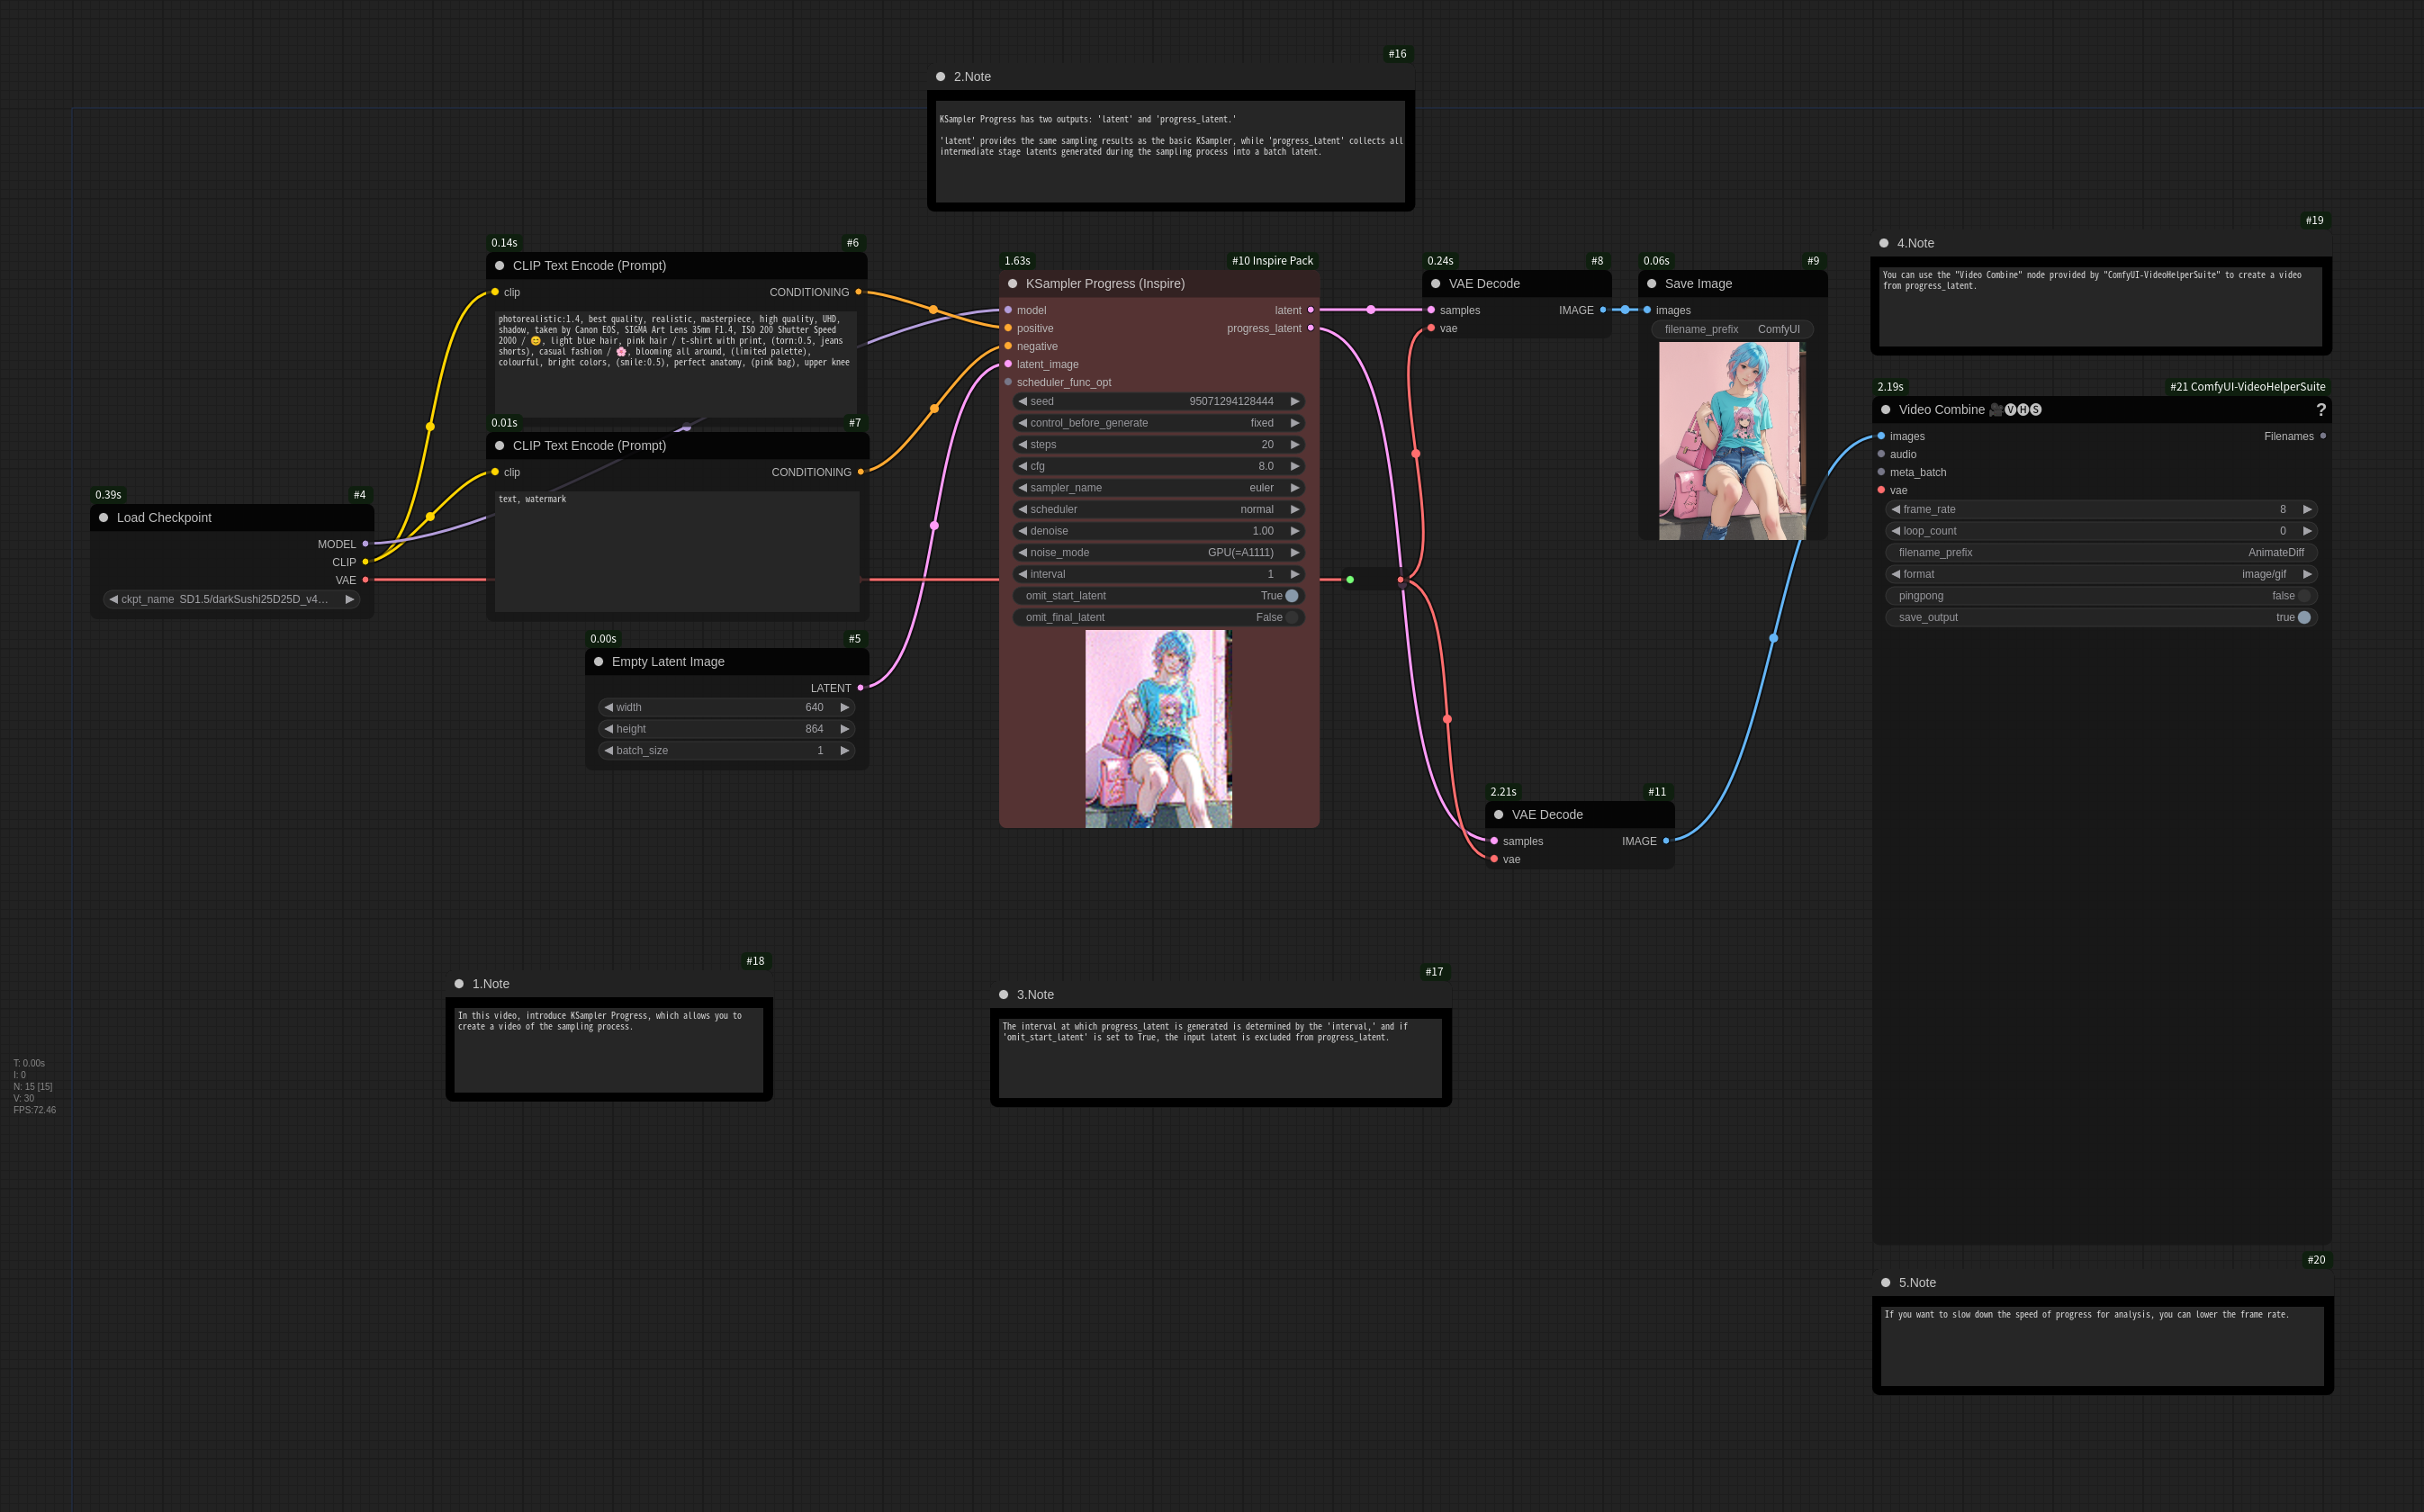 #16
2.Note
KSampler Progress has two outputs: 'latent' and 'progress_latent.'
'latent' provides the same sampling results as the basic KSampler, while 'progress_latent' collects all
intermediate stage latents generated during the sampling process into a batch latent.
0.14s #6
CLIP Text Encode (Prompt)
clip CONDITIONING
photorealistic:1.4, best quality, realistic, masterpiece, high quality, UHD,
shadow, taken by Canon EOS, SIGMA Art Lens 35mm F1.4, ISO 200 Shutter Speed
2000 / 😊, light blue hair, pink hair / t-shirt with print, (torn:0.5, jeans
shorts), casual fashion / 🌸, blooming all around, (limited palette),
colourful, bright colors, (smile:0.5), perfect anatomy, (pink bag), upper knee
0.01s #7
CLIP Text Encode (Prompt)
clip CONDITIONING
text, watermark
0.39s #4
Load Checkpoint
MODEL
CLIP
VAE
ckpt_name SD1.5/darkSushi25D25D_v4...
0.00s #5
Empty Latent Image
LATENT
width 640
height 864
batch_size 1
1.63s #10 Inspire Pack
KSampler Progress (Inspire)
model latent
positive progress_latent
negative
latent_image
scheduler_func_opt
seed 95071294128444
control_before_generate fixed
steps 20
cfg 8.0
sampler_name euler
scheduler normal
denoise 1.00
noise_mode GPU(=A1111)
interval 1
omit_start_latent True
omit_final_latent False
0.24s #8
VAE Decode
samples IMAGE
vae
0.06s #9
Save Image
images
filename_prefix ComfyUI
2.21s #11
VAE Decode
samples IMAGE
vae
#19
4.Note
You can use the "Video Combine" node provided by "ComfyUI-VideoHelperSuite" to create a video
from progress_latent.
2.19s #21 ComfyUI-VideoHelperSuite
Video Combine 🎥🅥🅗🅢 ?
images Filenames
audio
meta_batch
vae
frame_rate 8
loop_count 0
filename_prefix AnimateDiff
format image/gif
pingpong false
save_output true
#18
1.Note
In this video, introduce KSampler Progress, which allows you to
create a video of the sampling process.
#17
3.Note
The interval at which progress_latent is generated is determined by the 'interval,' and if
'omit_start_latent' is set to True, the input latent is excluded from progress_latent.
T: 0.00s
I: 0
N: 15 [15]
V: 30
FPS:72.46
#20
5.Note
If you want to slow down the speed of progress for analysis, you can lower the frame rate.